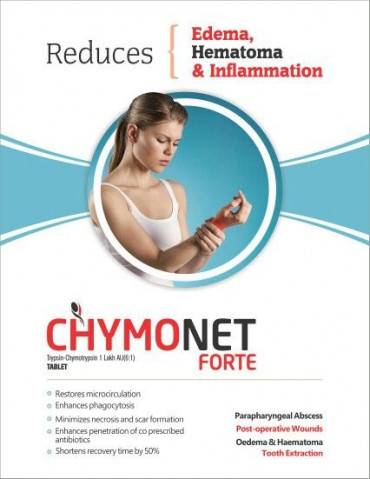 Reduces
Edema,
Hematoma
& Inflammation
CHYMONET
FORTE
Trypsin-Chymotrypsin 1 Lakh AU(6:1)
TABLET
Restores microcirculation
Enhances phagocytosis
Minimizes necrosis and scar formation
Enhances penetration of co prescribed
antibiotics
Shortens recovery time by 50%
Parapharyngeal Abscess
Post-operative Wounds
Oedema & Haematoma
Tooth Extraction